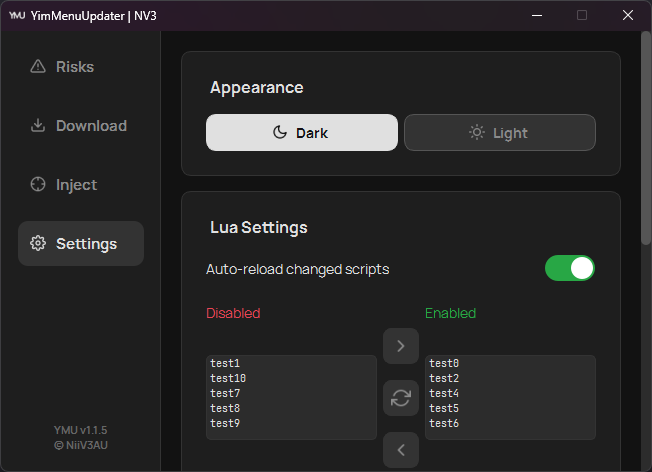 YMU YimMenuUpdater | NV3
Risks
Download
Inject
Settings
YMU v1.1.5
© NiiV3AU
Appearance
Dark
Light
Lua Settings
Auto-reload changed scripts
Disabled
test1
test10
test7
test8
test9
Enabled
test0
test2
test4
test5
test6